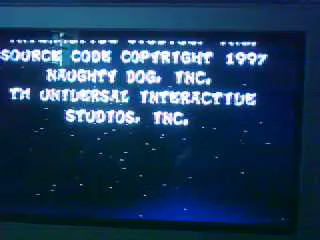 SOURCE CODE COPYRIGHT 1997
NAUGHTY DOG, INC.
TM UNIVERSAL INTERACTIVE
STUDIOS, INC.